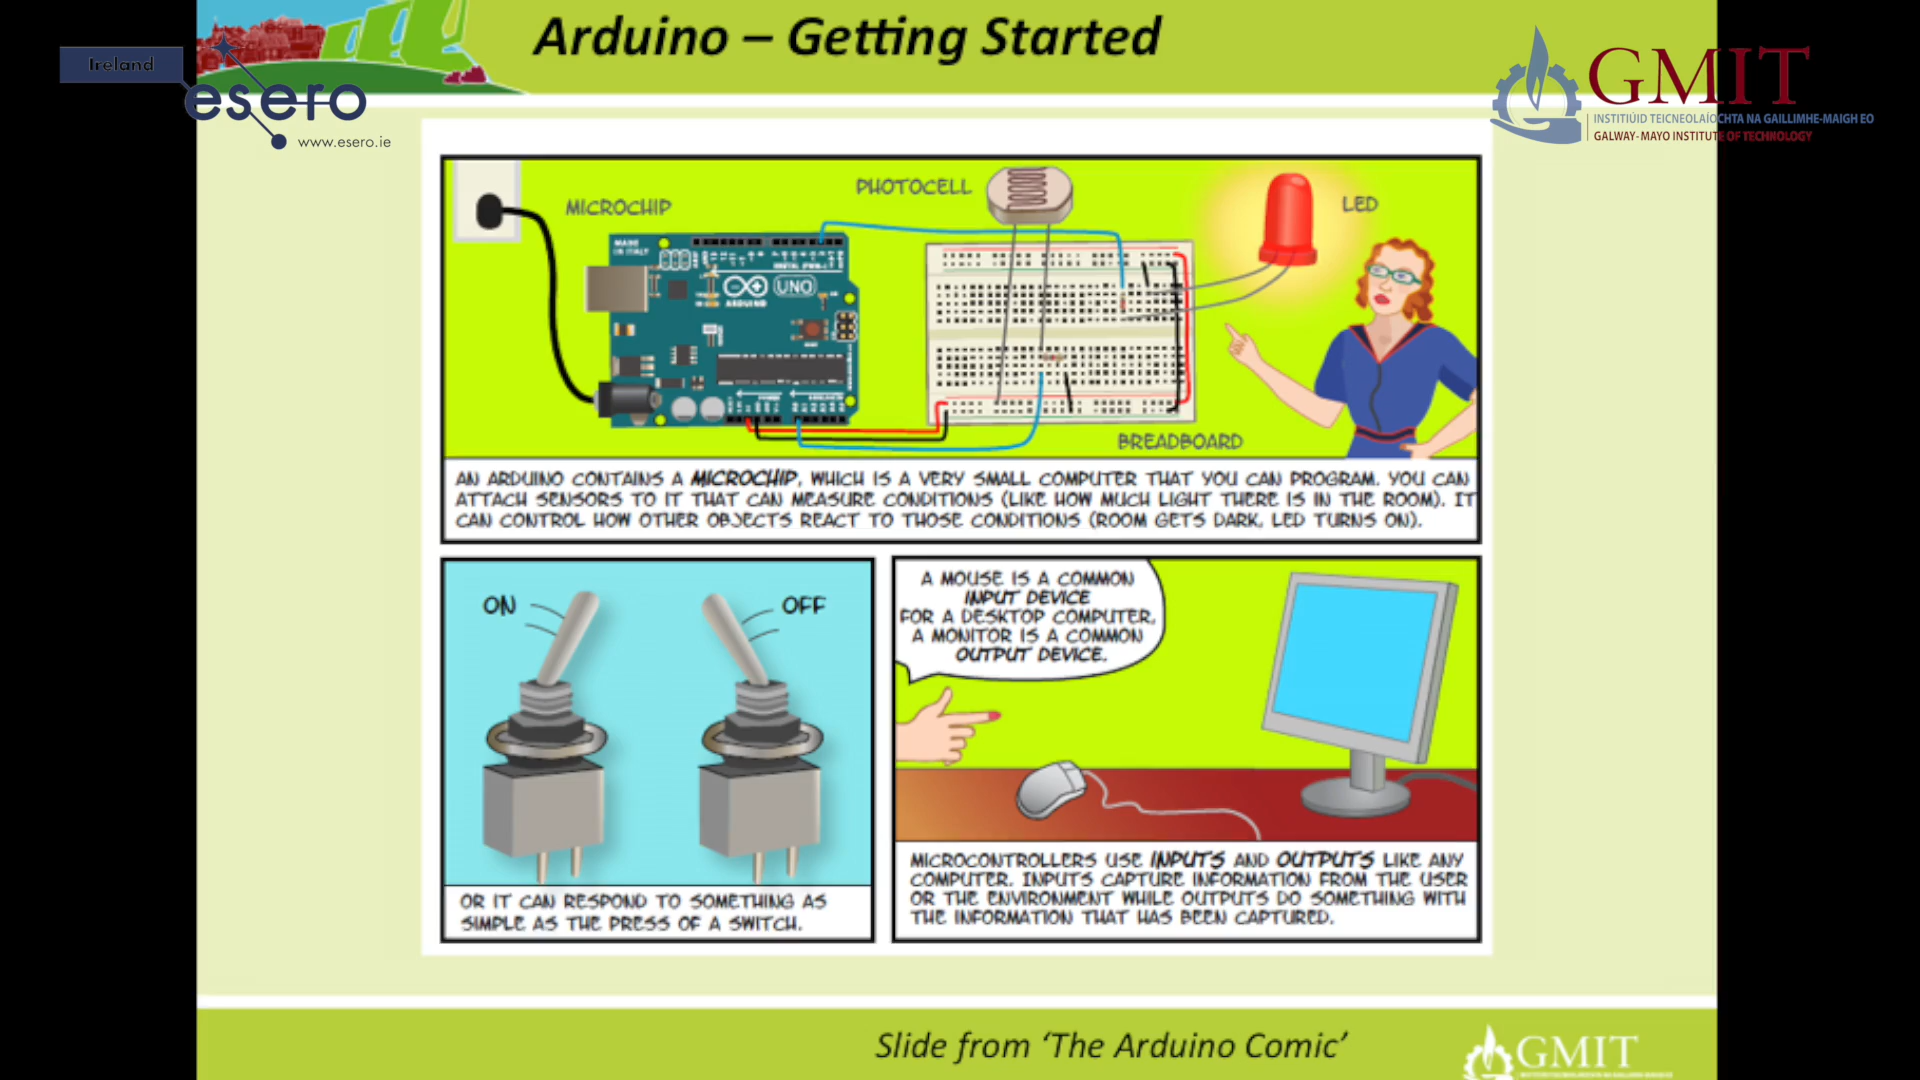 Arduino – Getting Started
Ireland
esero
www.esero.ie
GMIT
INSTITIÚID TEICNEOLAÍOCHTA NA GAILLIMHE-MAIGH EO
GALWAY-MAYO INSTITUTE OF TECHNOLOGY
MICROCHIP
PHOTOCELL
LED
MADE
IN ITALY
UNO
ARDUINO
BREADBOARD
AN ARDUINO CONTAINS A MICROCHIP, WHICH IS A VERY SMALL COMPUTER THAT YOU CAN PROGRAM. YOU CAN
ATTACH SENSORS TO IT THAT CAN MEASURE CONDITIONS (LIKE HOW MUCH LIGHT THERE IS IN THE ROOM). IT
CAN CONTROL HOW OTHER OBJECTS REACT TO THOSE CONDITIONS (ROOM GETS DARK, LED TURNS ON).
ON
OFF
OR IT CAN RESPOND TO SOMETHING AS
SIMPLE AS THE PRESS OF A SWITCH.
A MOUSE IS A COMMON
INPUT DEVICE
FOR A DESKTOP COMPUTER,
A MONITOR IS A COMMON
OUTPUT DEVICE.
MICROCONTROLLERS USE INPUTS AND OUTPUTS LIKE ANY
COMPUTER. INPUTS CAPTURE INFORMATION FROM THE USER
OR THE ENVIRONMENT WHILE OUTPUTS DO SOMETHING WITH
THE INFORMATION THAT HAS BEEN CAPTURED.
Slide from ‘The Arduino Comic’
GMIT